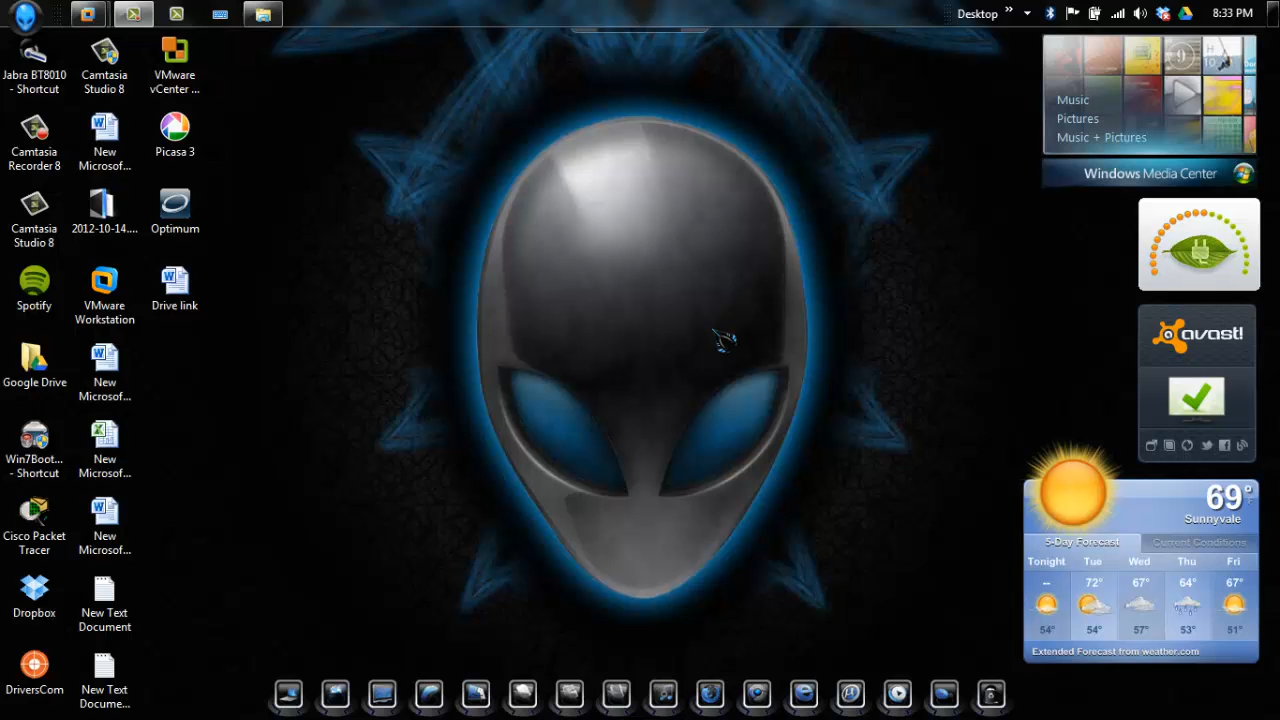 Desktop » 8:33 PM
Jabra BT8010
- Shortcut
Camtasia
Studio 8
VMware
vCenter ...
Camtasia
Recorder 8
New
Microsof...
Picasa 3
Camtasia
Studio 8
2012-10-14....
Optimum
Spotify
VMware
Workstation
Drive link
Google Drive
New
Microsof...
Win7Boot...
- Shortcut
New
Microsof...
Cisco Packet
Tracer
New
Microsof...
Dropbox
New Text
Document
DriversCom
New Text
Docume...
Music
Pictures
Music + Pictures
Windows Media Center
avast!
69°
Sunnyvale
5-Day Forecast Current Conditions
Tonight Tue Wed Thu Fri
-- 72° 67° 64° 67°
54° 54° 57° 53° 51°
Extended Forecast from weather.com